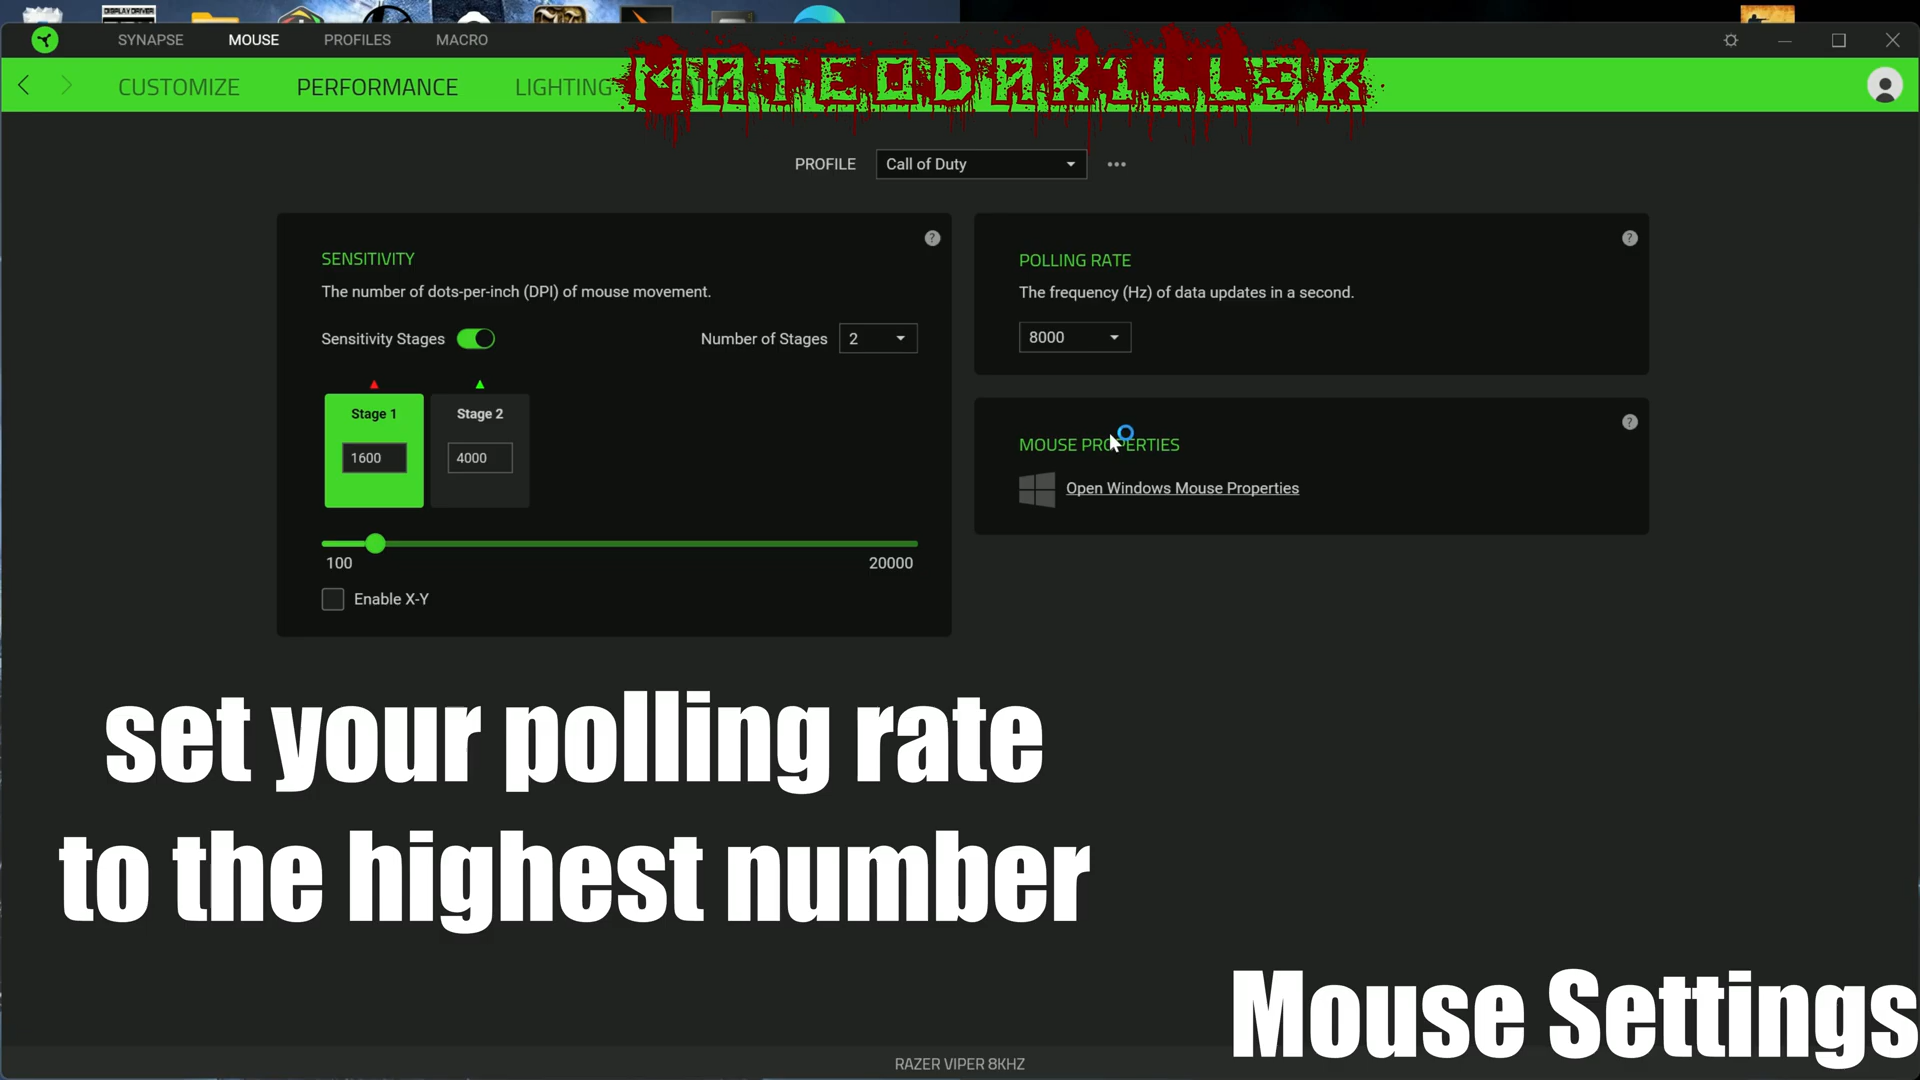 DISPLAY DRIVER
SYNAPSE MOUSE PROFILES MACRO
CUSTOMIZE PERFORMANCE LIGHTING
MATEODAK1LL3R
PROFILE Call of Duty
SENSITIVITY
The number of dots-per-inch (DPI) of mouse movement.
Sensitivity Stages Number of Stages 2
Stage 1 Stage 2
1600 4000
100 20000
Enable X-Y
POLLING RATE
The frequency (Hz) of data updates in a second.
8000
MOUSE PROPERTIES
Open Windows Mouse Properties
set your polling rate
to the highest number
Mouse Settings
RAZER VIPER 8KHZ